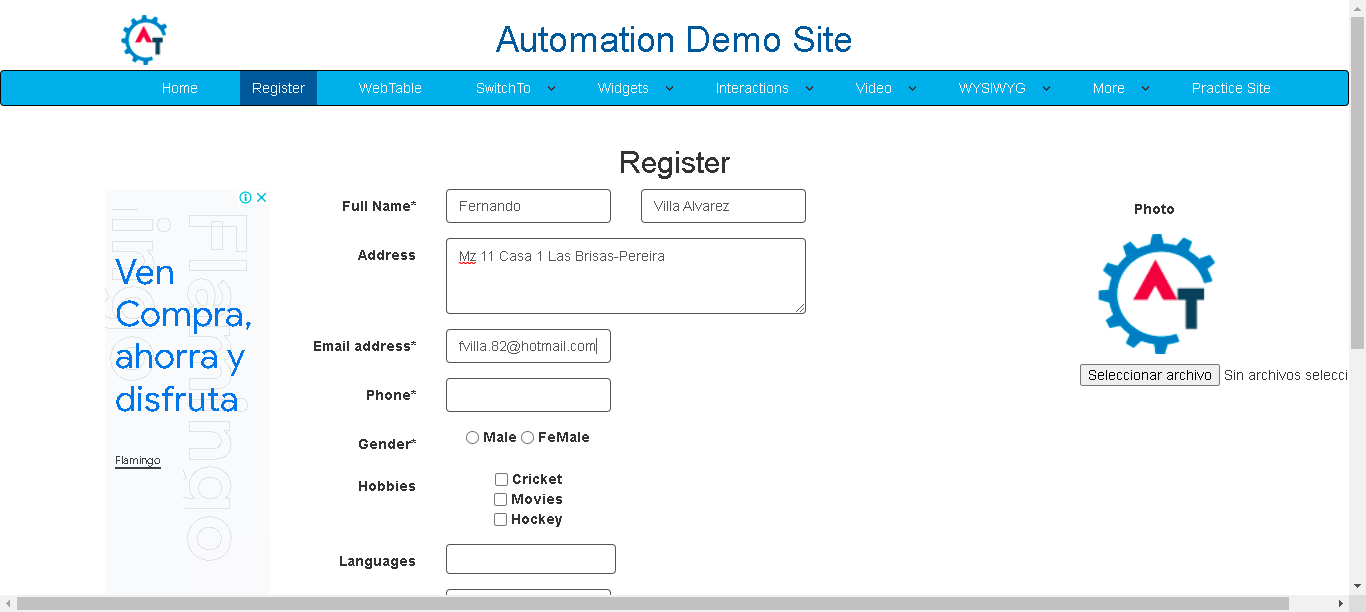 Automation Demo Site
Home Register WebTable SwitchTo Widgets Interactions Video WYSIWYG More Practice Site
Register
Ven
Compra,
ahorra y
disfruta
Flamingo
Full Name* Fernando Villa Alvarez
Address Mz 11 Casa 1 Las Brisas-Pereira
Email address* fvilla.82@hotmail.com
Phone*
Gender* Male FeMale
Hobbies Cricket
Movies
Hockey
Languages
Photo
AT
Seleccionar archivo Sin archivos selecci